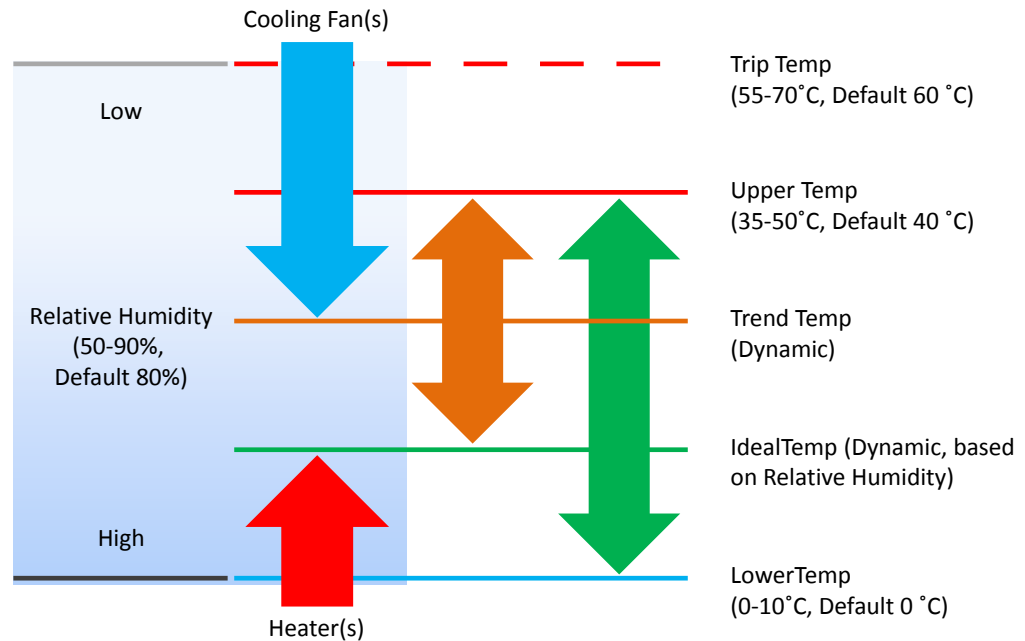 Cooling Fan(s)
Trip Temp
(55-70˚C, Default 60 ˚C)
Low
Upper Temp
(35-50˚C, Default 40 ˚C)
Relative Humidity
(50-90%,
Default 80%)
Trend Temp
(Dynamic)
IdealTemp (Dynamic, based
on Relative Humidity)
High
LowerTemp
(0-10˚C, Default 0 ˚C)
Heater(s)